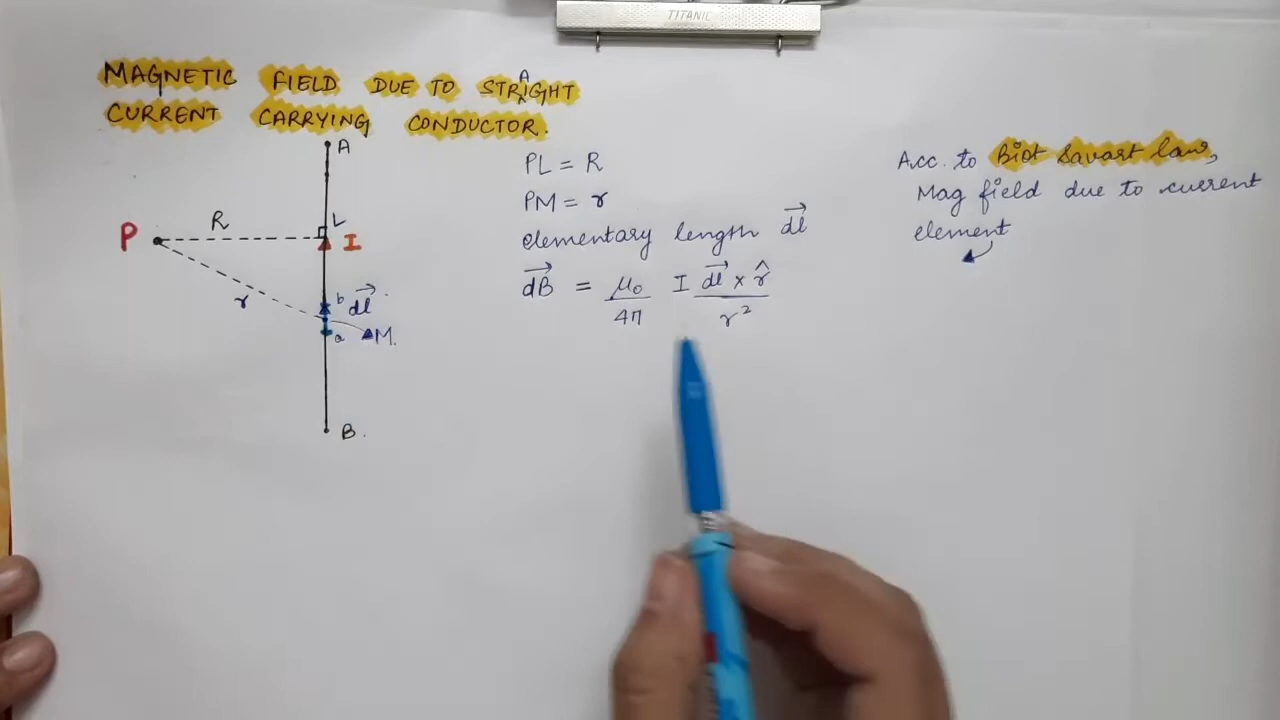 TITANIC
MAGNETIC FIELD DUE TO STRAIGHT
CURRENT CARRYING CONDUCTOR.
A
P
R
L
I
r
b
dl⃗
a
M.
B.
PL = R
PM = r
elementary length dl⃗
dB⃗ = μ₀/4π I dl⃗ × r̂/r²
Acc. to Biot Savart law,
Mag field due to current
element